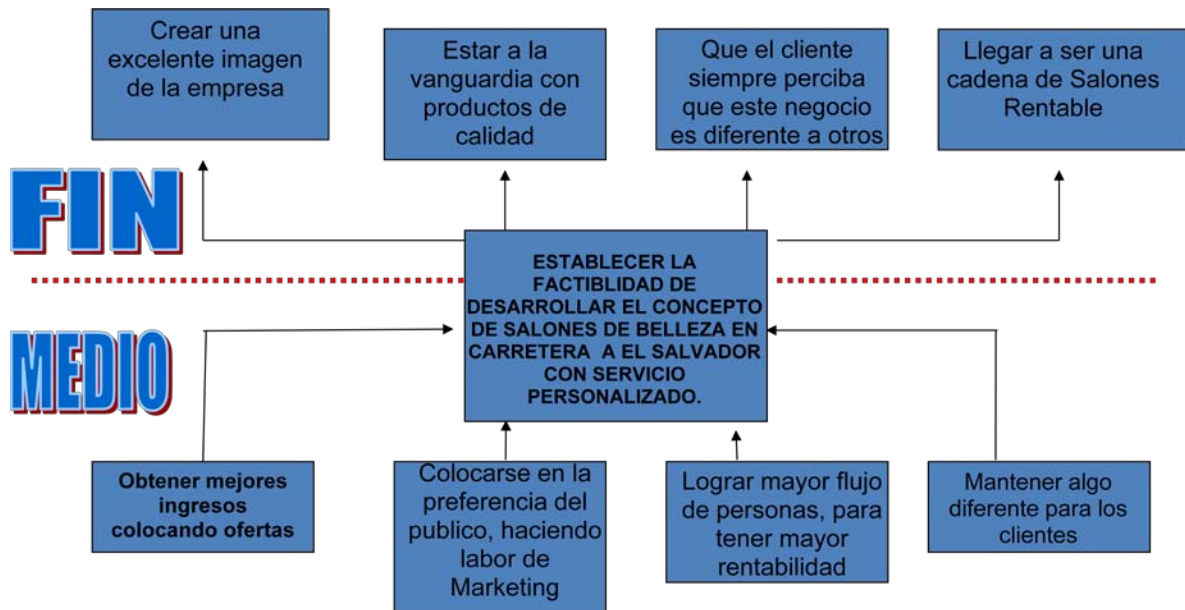 Crear una
excelente imagen
de la empresa
Estar a la
vanguardia con
productos de
calidad
Que el cliente
siempre perciba
que este negocio
es diferente a otros
Llegar a ser una
cadena de Salones
Rentable
FIN
ESTABLECER LA
FACTIBLIDAD DE
DESARROLLAR EL CONCEPTO
DE SALONES DE BELLEZA EN
CARRETERA A EL SALVADOR
CON SERVICIO
PERSONALIZADO.
MEDIO
Obtener mejores
ingresos
colocando ofertas
Colocarse en la
preferencia del
publico, haciendo
labor de
Marketing
Lograr mayor flujo
de personas, para
tener mayor
rentabilidad
Mantener algo
diferente para los
clientes